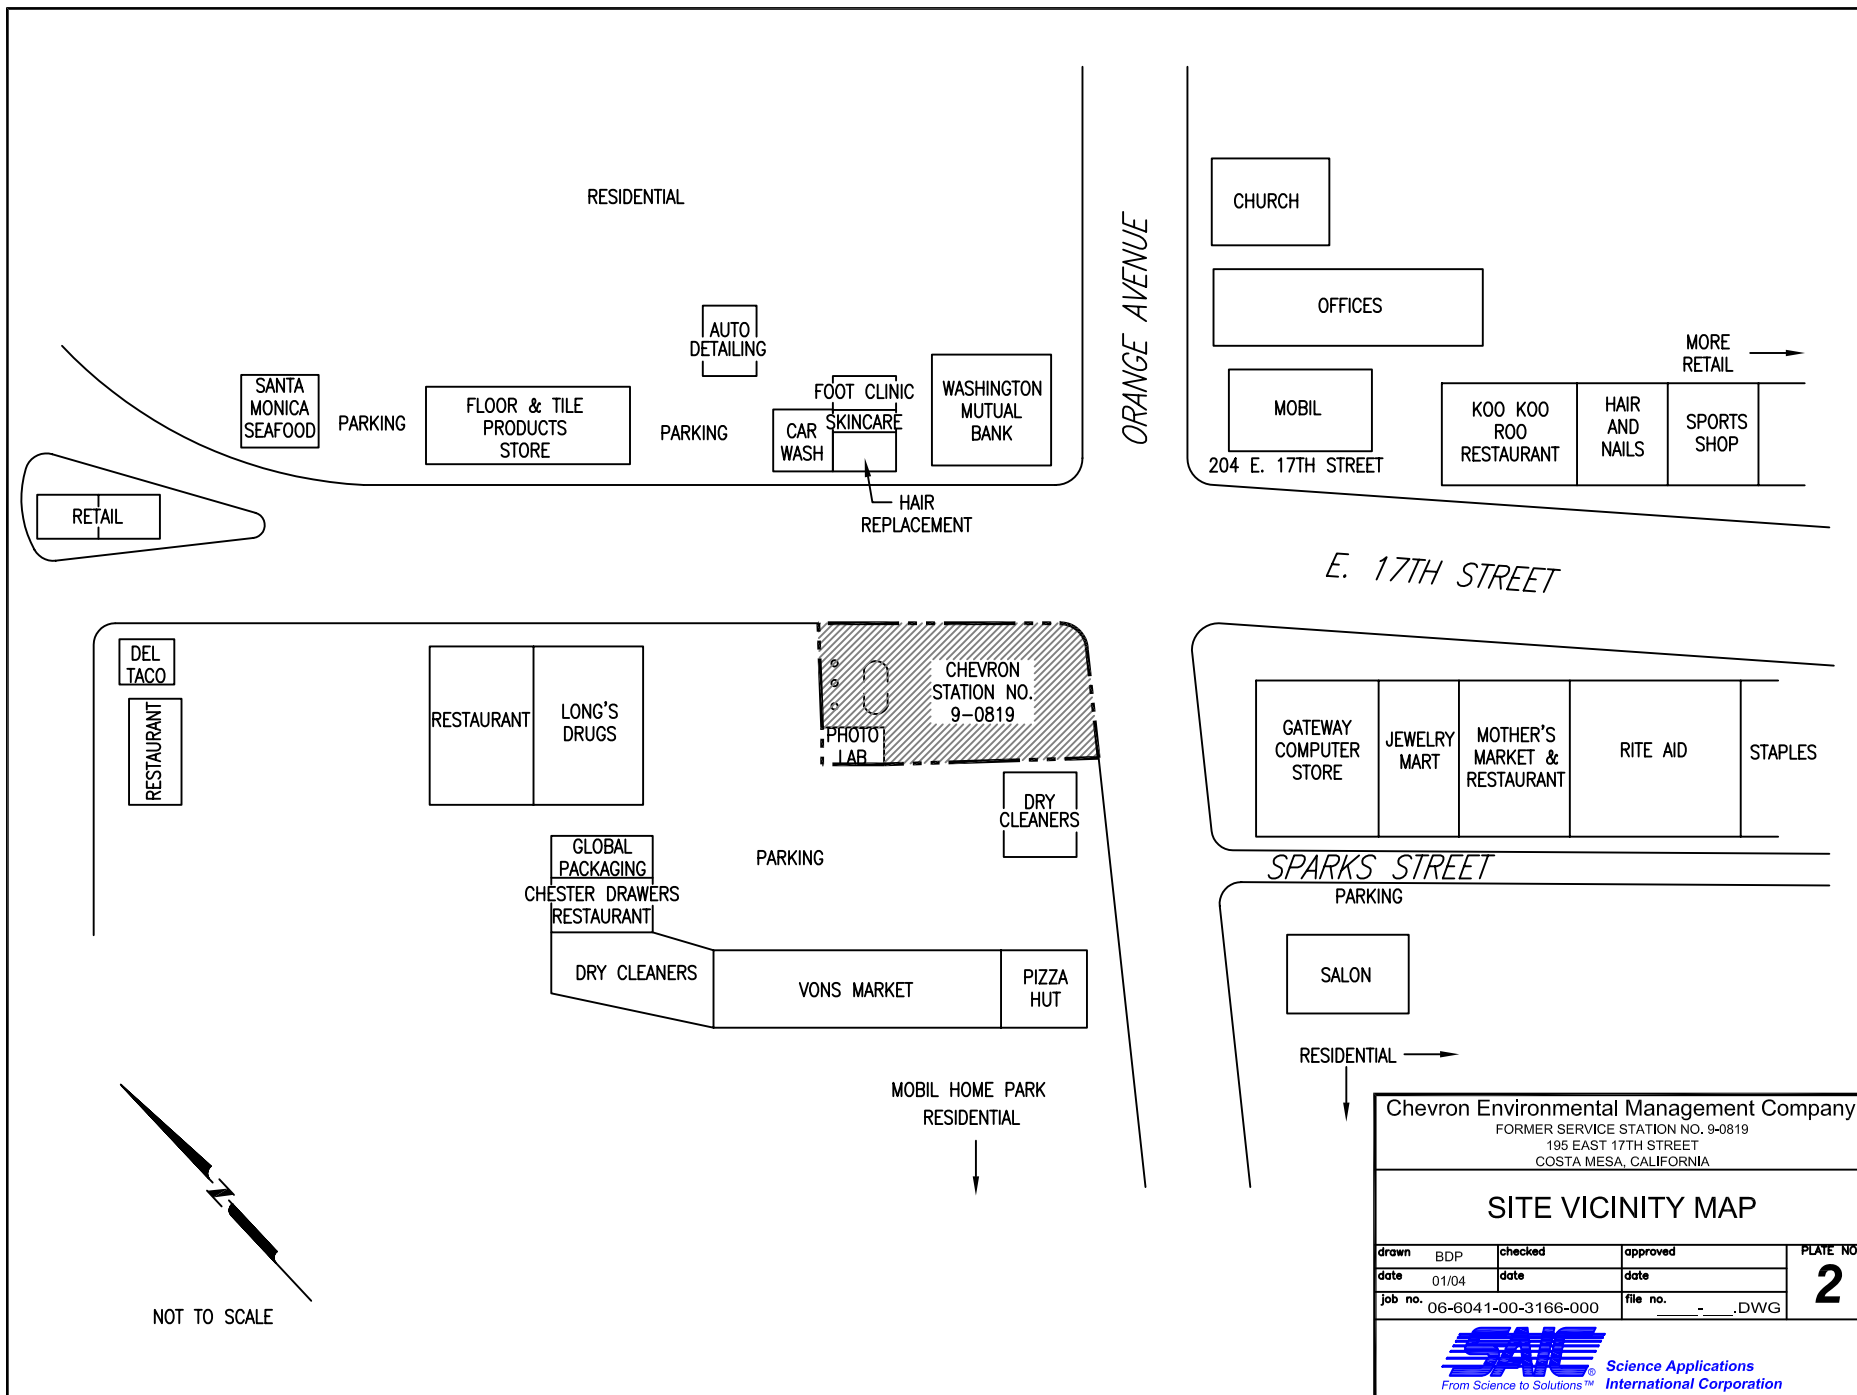 RESIDENTIAL
CHURCH
ORANGE AVENUE
OFFICES
AUTO
DETAILING
MORE
RETAIL
SANTA
MONICA
SEAFOOD
PARKING
FLOOR & TILE
PRODUCTS
STORE
PARKING
FOOT CLINIC
SKINCARE
CAR
WASH
WASHINGTON
MUTUAL
BANK
MOBIL
204 E. 17TH STREET
KOO KOO
ROO
RESTAURANT
HAIR
AND
NAILS
SPORTS
SHOP
RETAIL
HAIR
REPLACEMENT
E. 17TH STREET
DEL
TACO
RESTAURANT
RESTAURANT
LONG'S
DRUGS
CHEVRON
STATION NO.
9-0819
PHOTO
LAB
GATEWAY
COMPUTER
STORE
JEWELRY
MART
MOTHER'S
MARKET &
RESTAURANT
RITE AID
STAPLES
DRY
CLEANERS
GLOBAL
PACKAGING
PARKING
CHESTER DRAWERS
RESTAURANT
SPARKS STREET
PARKING
DRY CLEANERS
VONS MARKET
PIZZA
HUT
SALON
RESIDENTIAL
MOBIL HOME PARK
RESIDENTIAL
N
NOT TO SCALE
Chevron Environmental Management Company
FORMER SERVICE STATION NO. 9-0819
195 EAST 17TH STREET
COSTA MESA, CALIFORNIA
SITE VICINITY MAP
drawn BDP checked approved PLATE NO
date 01/04 date date 2
job no. 06-6041-00-3166-000 file no. ____-___.DWG
SAIC®
From Science to Solutions™
Science Applications
International Corporation